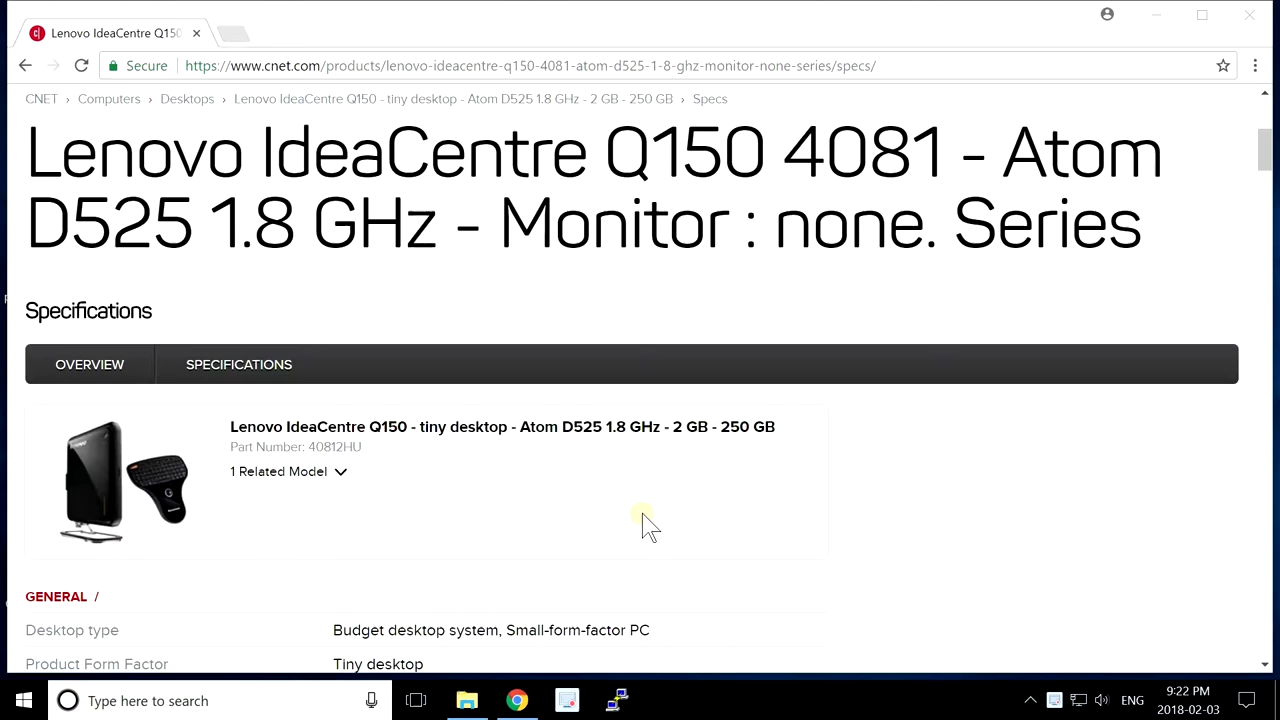 Lenovo IdeaCentre Q150
Secure https://www.cnet.com/products/lenovo-ideacentre-q150-4081-atom-d525-1-8-ghz-monitor-none-series/specs/
CNET › Computers › Desktops › Lenovo IdeaCentre Q150 - tiny desktop - Atom D525 1.8 GHz - 2 GB - 250 GB › Specs
Lenovo IdeaCentre Q150 4081 - Atom
D525 1.8 GHz - Monitor : none. Series
Specifications
OVERVIEW SPECIFICATIONS
Lenovo IdeaCentre Q150 - tiny desktop - Atom D525 1.8 GHz - 2 GB - 250 GB
Part Number: 40812HU
1 Related Model
GENERAL /
Desktop type Budget desktop system, Small-form-factor PC
Product Form Factor Tiny desktop
Type here to search
ENG
9:22 PM
2018-02-03